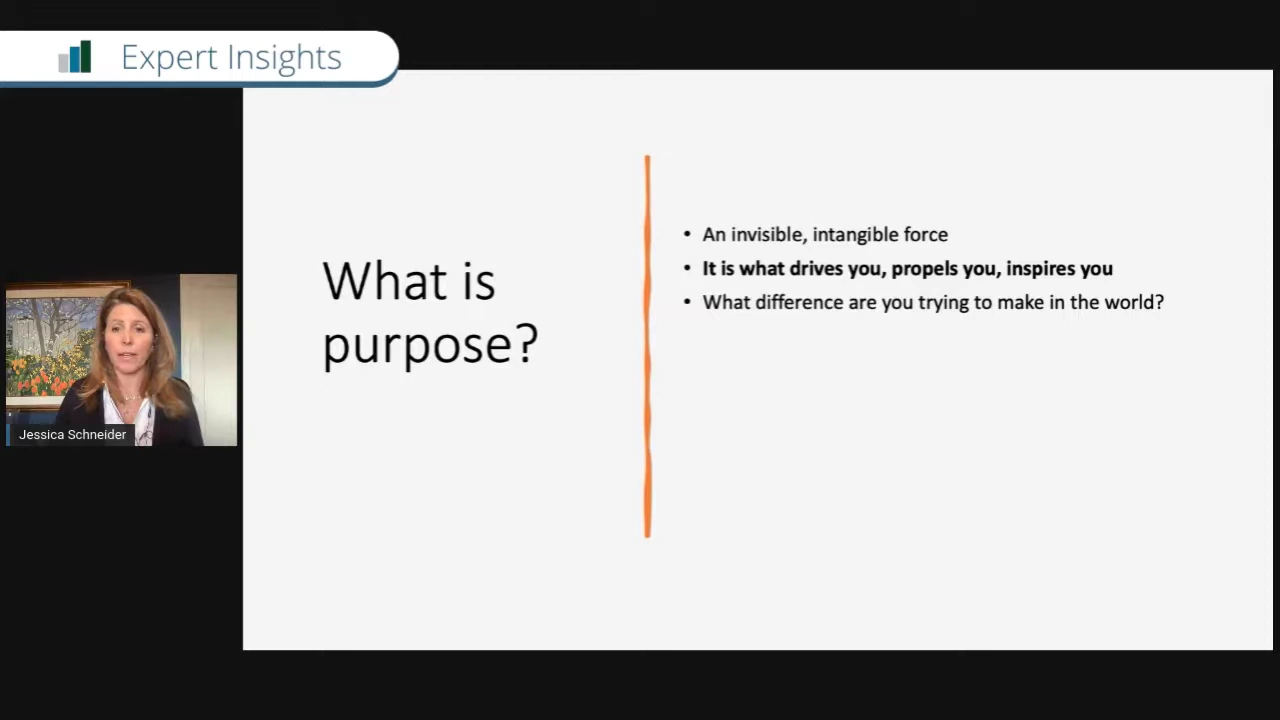 Expert Insights
What is
purpose?
• An invisible, intangible force
• It is what drives you, propels you, inspires you
• What difference are you trying to make in the world?
Jessica Schneider